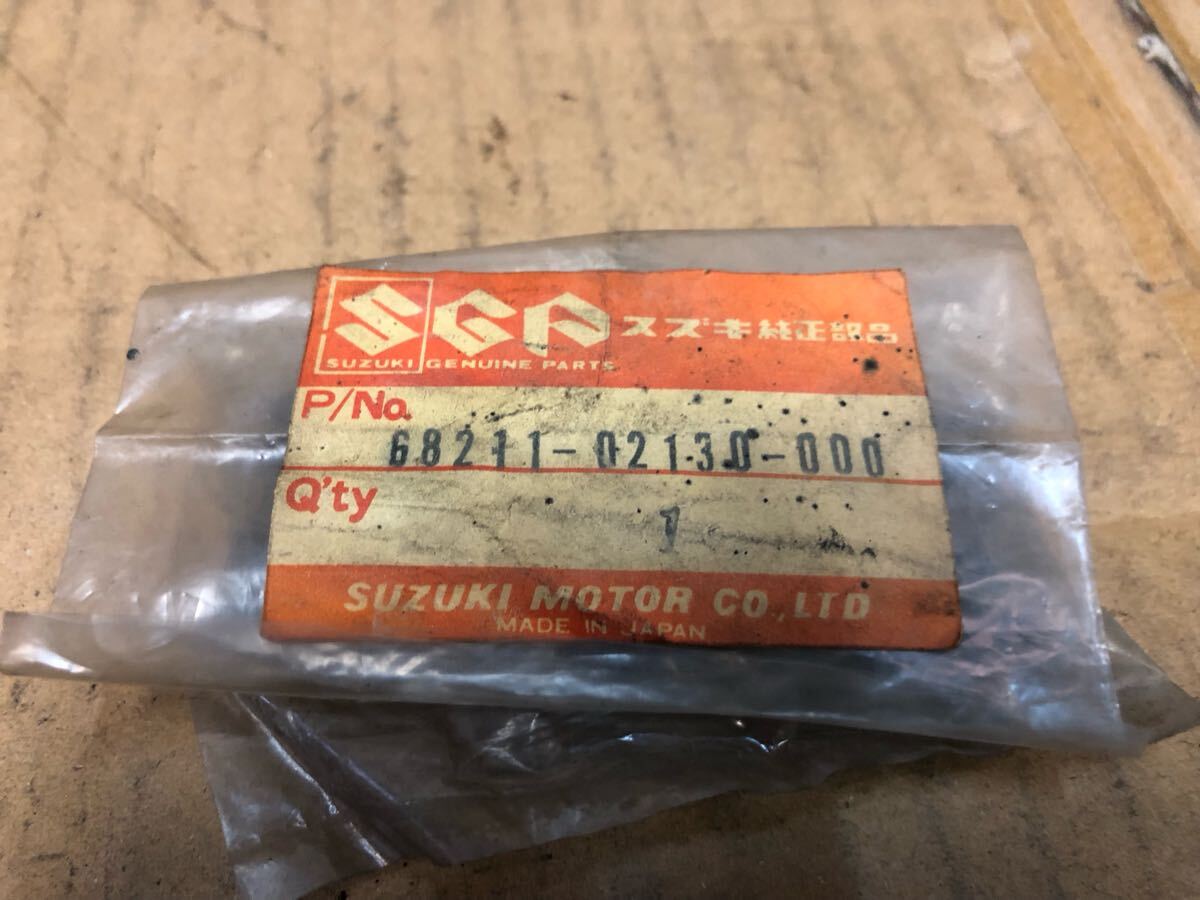 SGP スズキ純正部品
SUZUKI GENUINE PARTS
P/No.
68211-02130-000
Q'ty
1
SUZUKI MOTOR CO.,LTD
MADE IN JAPAN